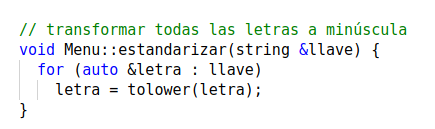 // transformar todas las letras a minúscula
void Menu::estandarizar(string &llave) {
for (auto &letra : llave)
letra = tolower(letra);
}